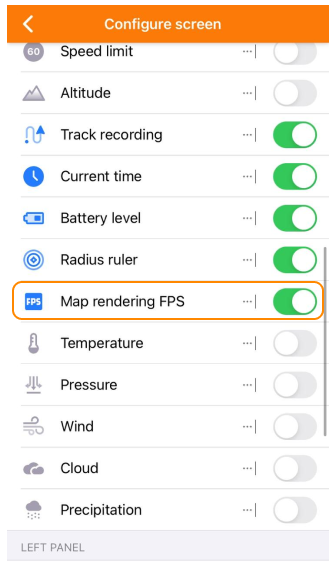 Configure screen
60 Speed limit
Altitude
Track recording
Current time
Battery level
Radius ruler
FPS Map rendering FPS
Temperature
Pressure
Wind
Cloud
Precipitation
LEFT PANEL